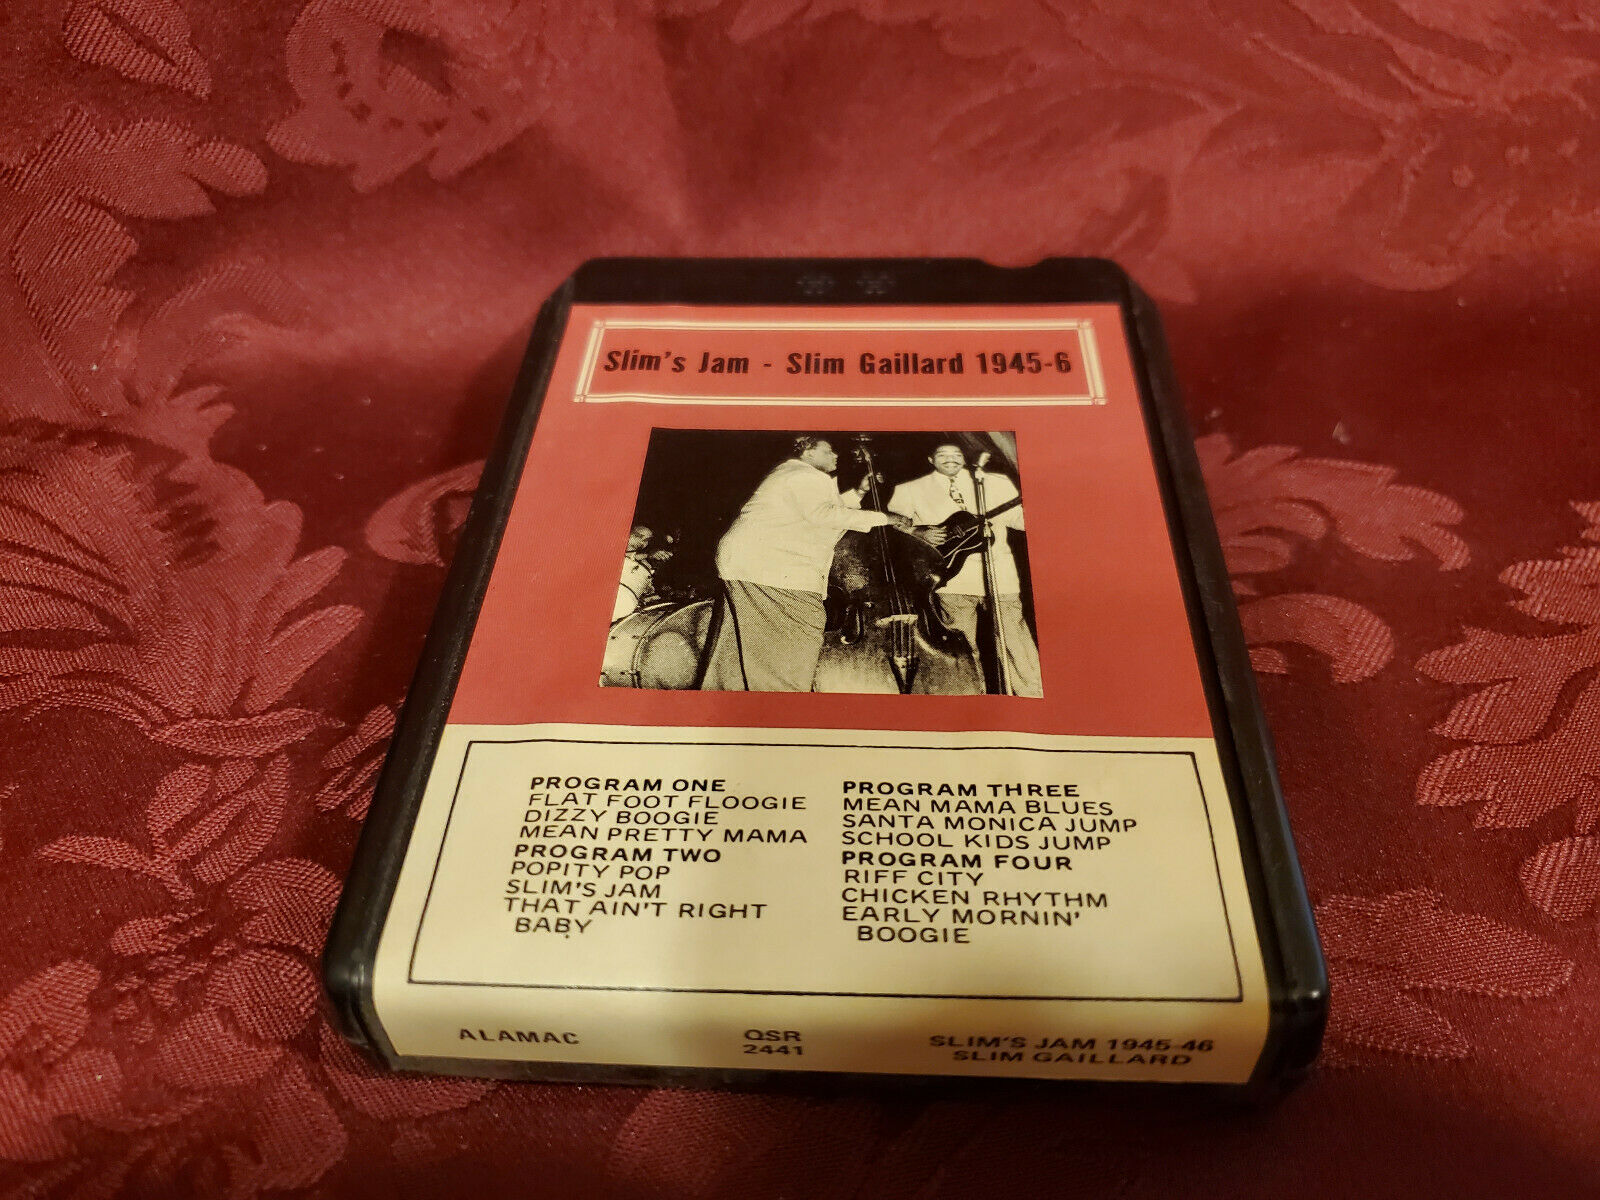 Slim's Jam - Slim Gaillard 1945-6
PROGRAM ONE
FLAT FOOT FLOOGIE
DIZZY BOOGIE
MEAN PRETTY MAMA
PROGRAM TWO
POPITY POP
SLIM'S JAM
THAT AIN'T RIGHT
BABY
PROGRAM THREE
MEAN MAMA BLUES
SANTA MONICA JUMP
SCHOOL KIDS JUMP
PROGRAM FOUR
RIFF CITY
CHICKEN RHYTHM
EARLY MORNIN'
BOOGIE
ALAMAC
QSR
2441
SLIM'S JAM 1945-46
SLIM GAILLARD